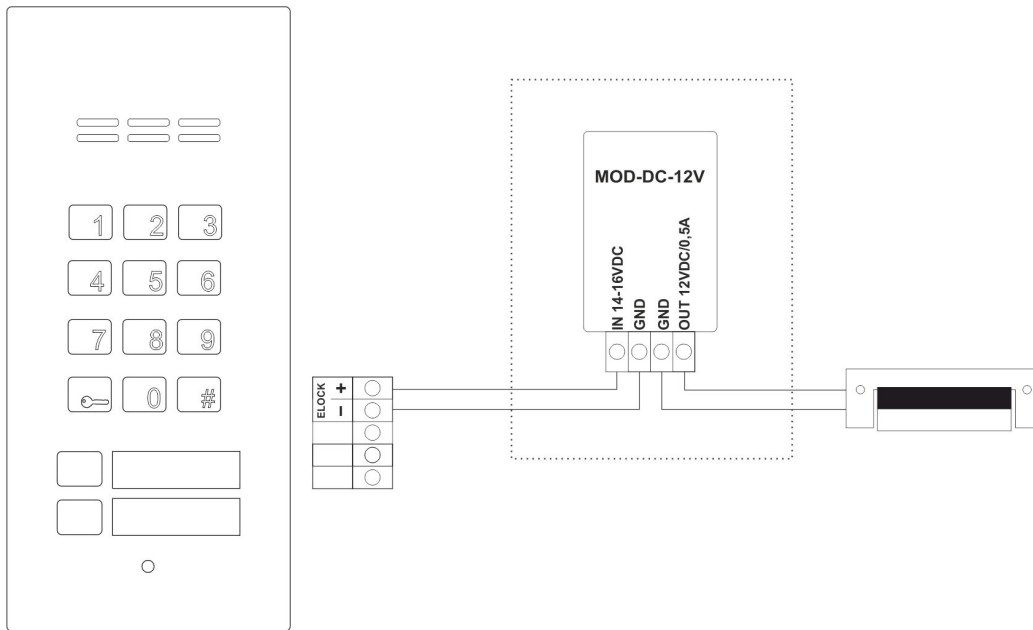 1 2 3
4 5 6
7 8 9
0 #
ELOCK + −
MOD-DC-12V
IN 14-16VDC
GND
GND
OUT 12VDC/0,5A